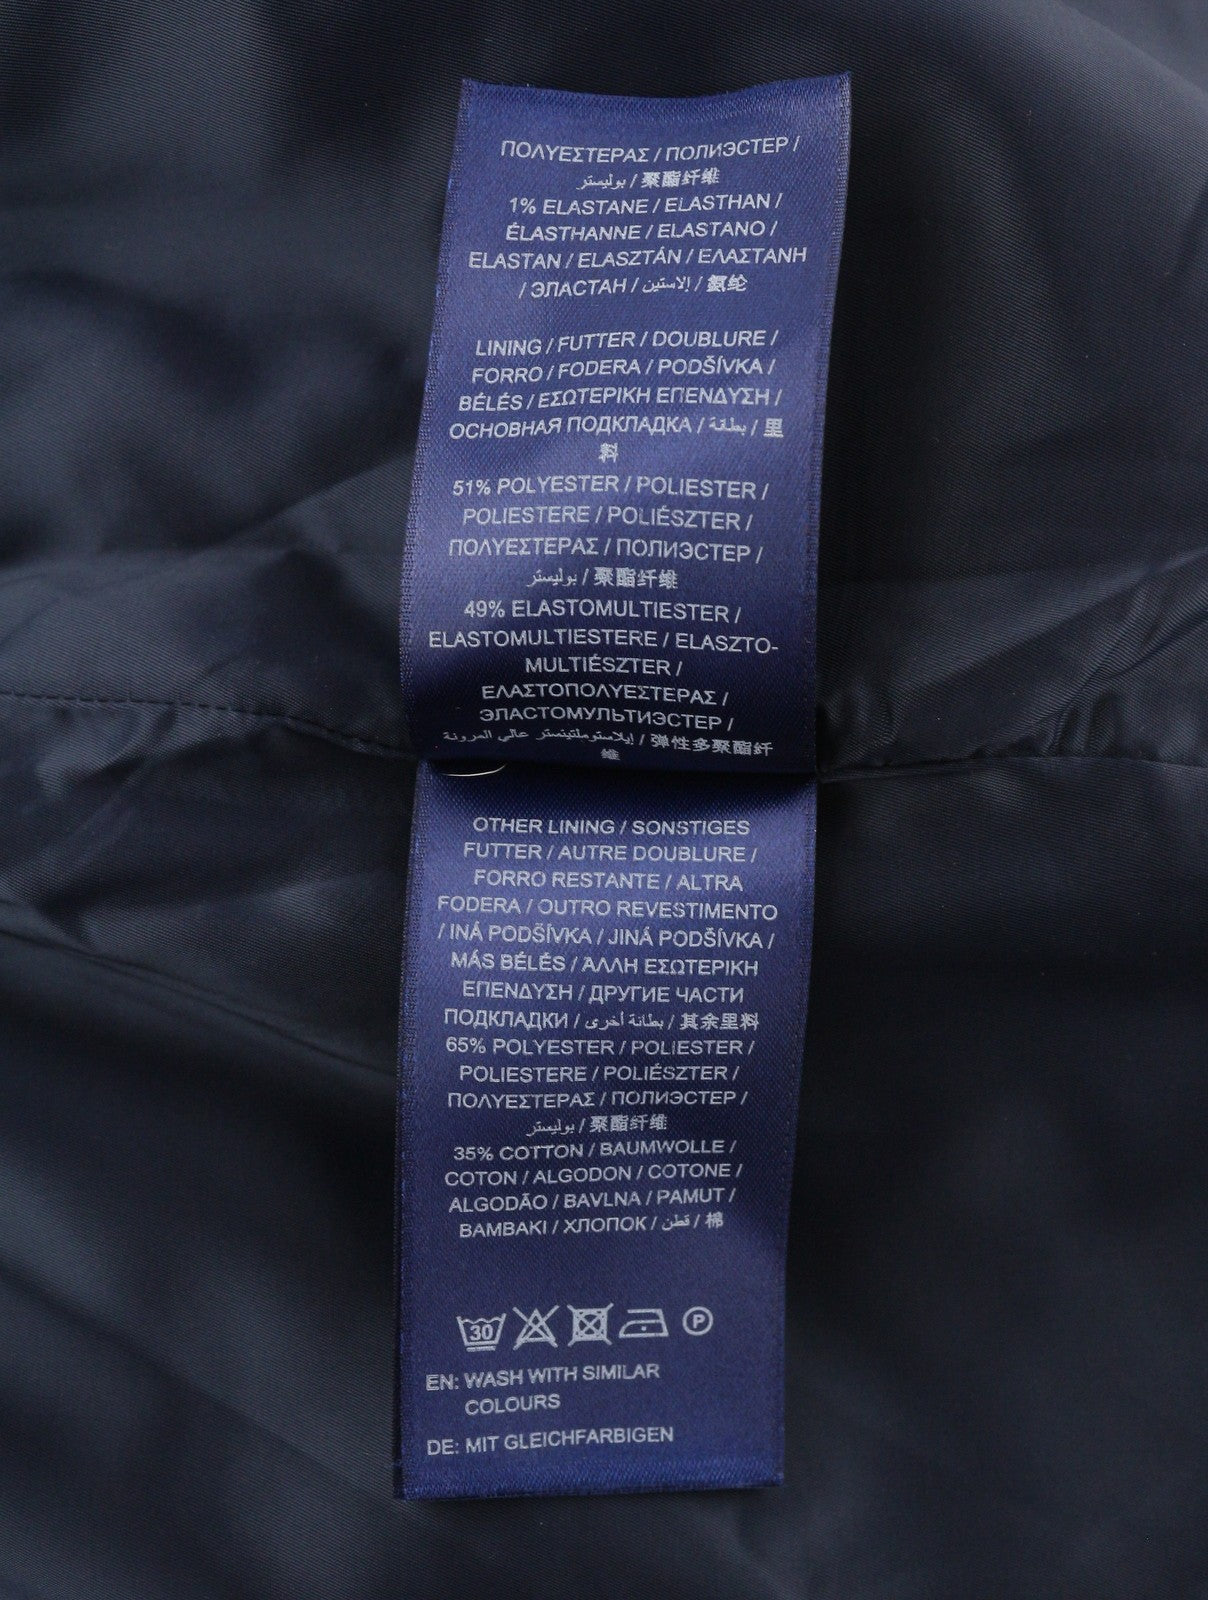 ΠΟΛΥΕΣΤΕΡΑΣ / ПОЛИЭСТЕР /
بوليستر / 聚酯纤维
1% ELASTANE / ELASTHAN /
ÉLASTHANNE / ELASTANO /
ELASTAN / ELASZTÁN / ΕΛΑΣΤΑΝΗ
/ ЭЛАСТАН / إلاستين / 氨纶
LINING / FUTTER / DOUBLURE /
FORRO / FODERA / PODŠÍVKA /
BÉLÉS / ΕΣΩΤΕΡΙΚΗ ΕΠΕΝΔΥΣΗ /
ОСНОВНАЯ ПОДКЛАДКА / بطانة / 里
料
51% POLYESTER / POLIESTER /
POLIESTERE / POLIÉSZTER /
ΠΟΛΥΕΣΤΕΡΑΣ / ПОЛИЭСТЕР /
بوليستر / 聚酯纤维
49% ELASTOMULTIESTER /
ELASTOMULTIESTERE / ELASZTO-
MULTIÉSZTER /
ΕΛΑΣΤΟΠΟΛΥΕΣΤΕΡΑΣ /
ЭЛАСТОМУЛЬТИЭСТЕР /
إيلاستوملتيتستر عالي المرونة / 弹性多聚酯纤
维
OTHER LINING / SONSTIGES
FUTTER / AUTRE DOUBLURE /
FORRO RESTANTE / ALTRA
FODERA / OUTRO REVESTIMENTO
/ INÁ PODŠÍVKA / JINÁ PODŠÍVKA /
MÁS BÉLÉS / ΆΛΛΗ ΕΣΩΤΕΡΙΚΗ
ΕΠΕΝΔΥΣΗ / ДРУГИЕ ЧАСТИ
ПОДКЛАДКИ / بطانة أخرى / 其余里料
65% POLYESTER / POLIESTER /
POLIESTERE / POLIÉSZTER /
ΠΟΛΥΕΣΤΕΡΑΣ / ПОЛИЭСТЕР /
بوليستر / 聚酯纤维
35% COTTON / BAUMWOLLE /
COTON / ALGODON / COTONE /
ALGODÃO / BAVLNA / PAMUT /
ΒΑΜΒΑΚΙ / ХЛОПОК / قطن / 棉
30 P
EN: WASH WITH SIMILAR
COLOURS
DE: MIT GLEICHFARBIGEN